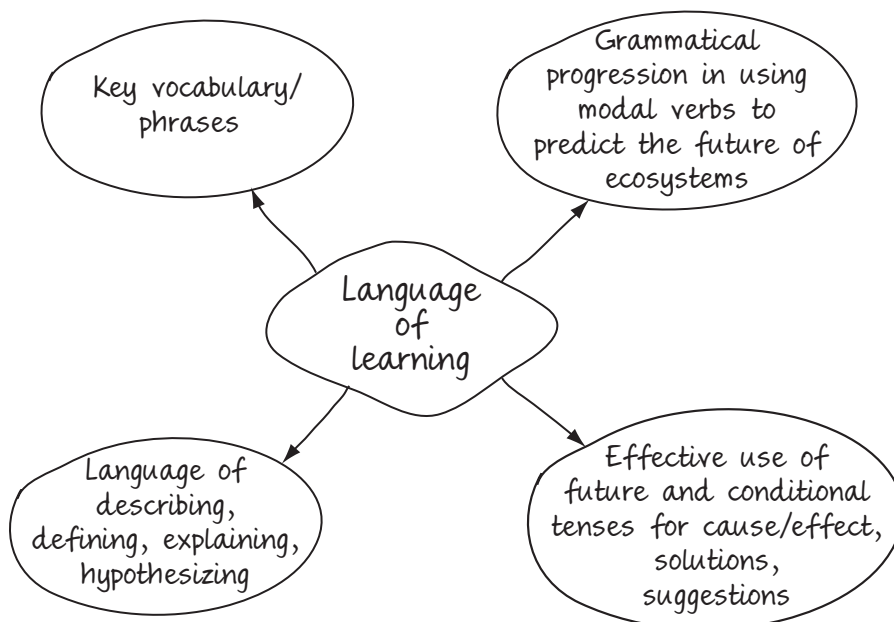 Key vocabulary/
phrases
Grammatical
progression in using
modal verbs to
predict the future of
ecosystems
Language
of
learning
Language of
describing,
defining, explaining,
hypothesizing
Effective use of
future and conditional
tenses for cause/effect,
solutions,
suggestions